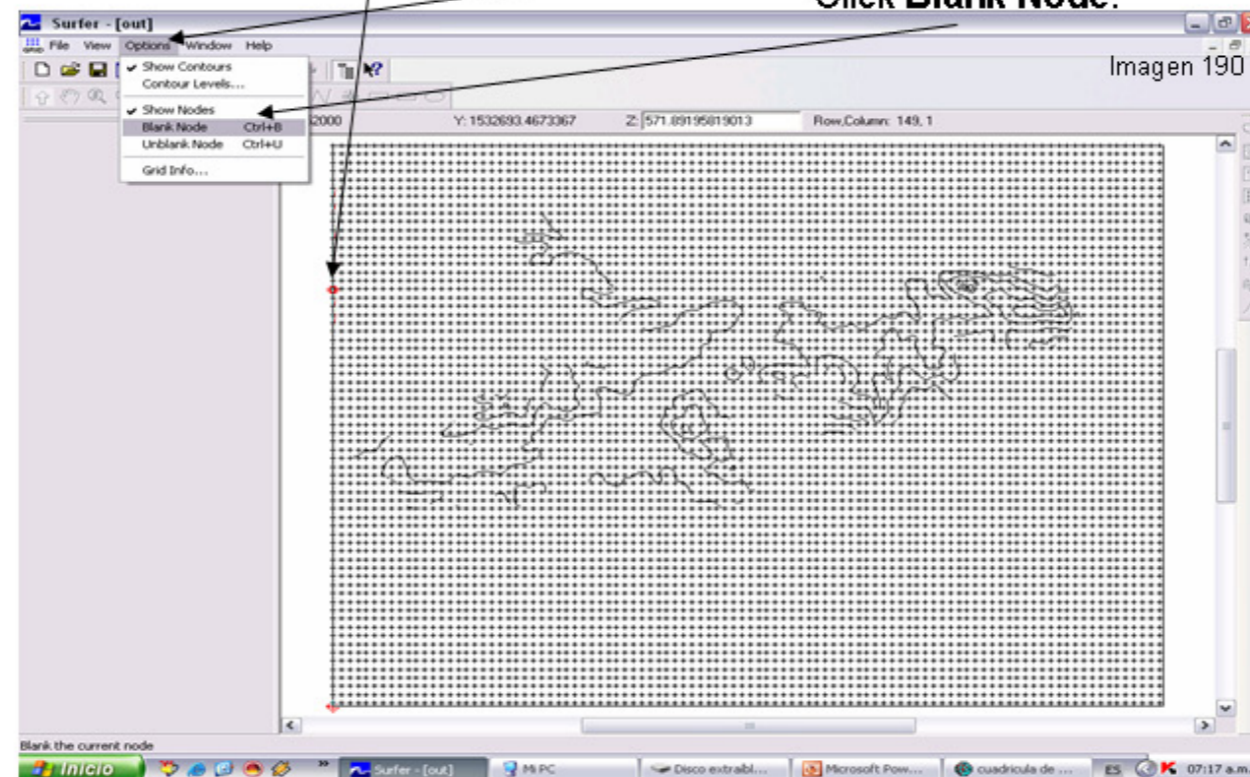 Click Blank Node.
Surfer - [out]
File View Options Window Help
Imagen 190
Show Contours
Contour Levels...
Show Nodes
Blank Node Ctrl+B
Unblank Node Ctrl+U
Grid Info...
2000 Y: 1532693.4673367 Z: 571.89195819013 Row,Column: 149, 1
Blank the current node
Inicio » Surfer - [out] Mi PC Disco extraíbl... Microsoft Pow... cuadricula de ... ES 07:17 a.m.